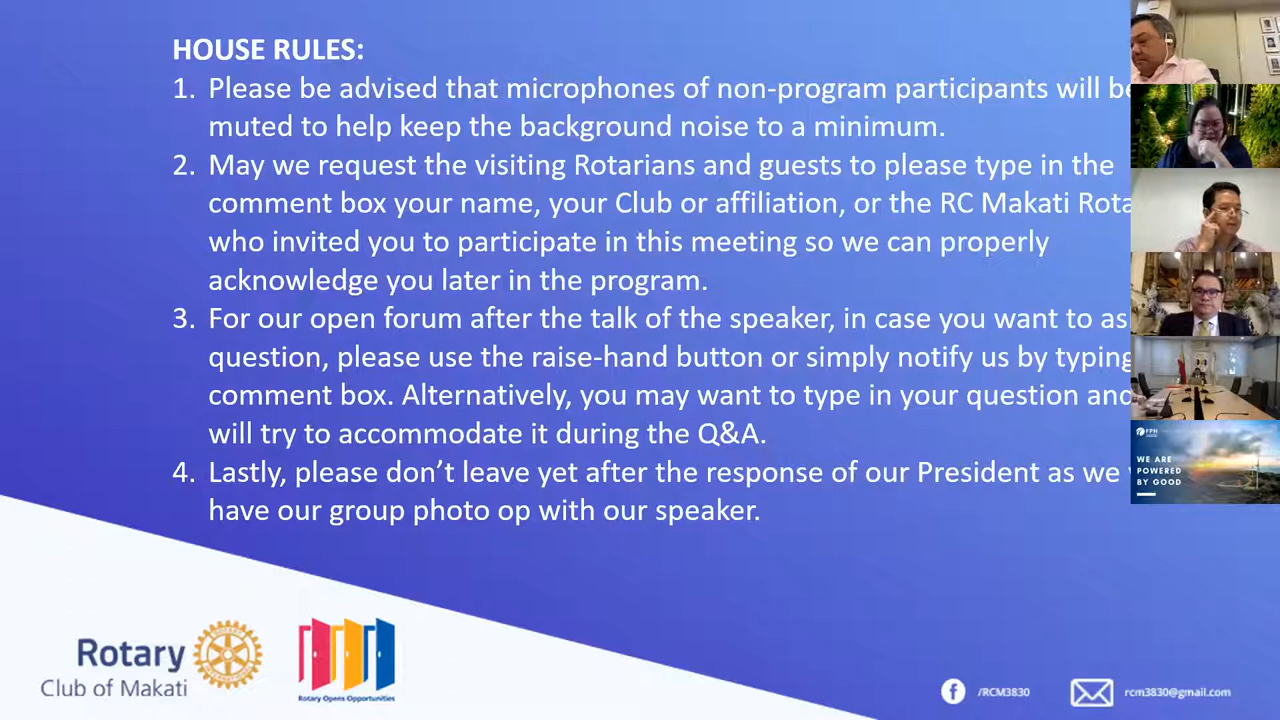 HOUSE RULES:
1. Please be advised that microphones of non-program participants will be
muted to help keep the background noise to a minimum.
2. May we request the visiting Rotarians and guests to please type in the
comment box your name, your Club or affiliation, or the RC Makati Rota
who invited you to participate in this meeting so we can properly
acknowledge you later in the program.
3. For our open forum after the talk of the speaker, in case you want to as
question, please use the raise-hand button or simply notify us by typing
comment box. Alternatively, you may want to type in your question and
will try to accommodate it during the Q&A.
4. Lastly, please don’t leave yet after the response of our President as we
have our group photo op with our speaker.
FPH
WE ARE
POWERED
BY GOOD
Rotary
Club of Makati
Rotary Opens Opportunities
/RCM3830
rcm3830@gmail.com